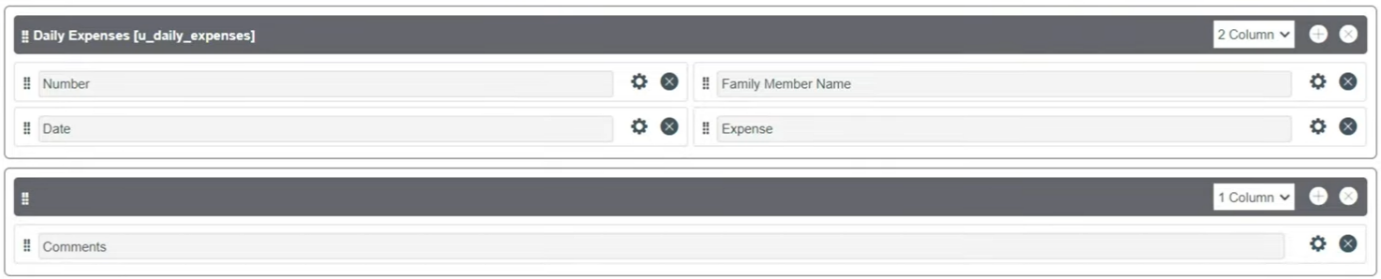 Daily Expenses [u_daily_expenses]
2 Column
Number
Family Member Name
Date
Expense
1 Column
Comments